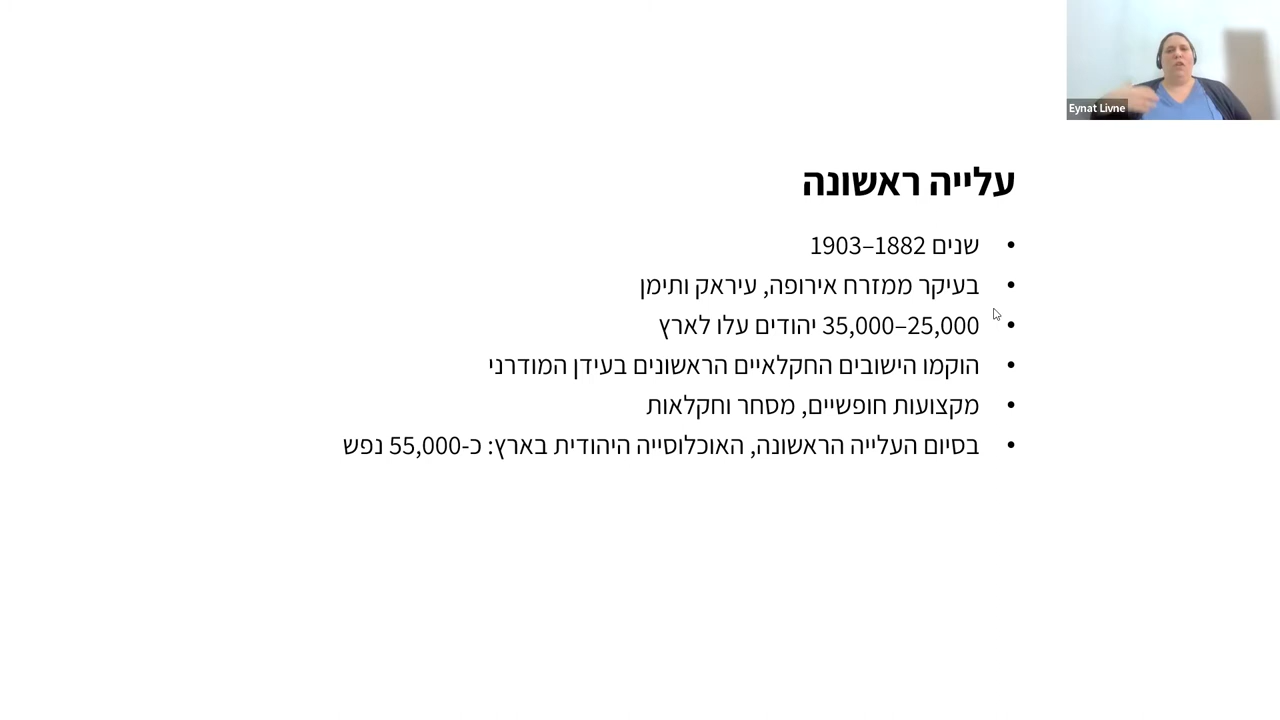 Eynat Livne
עלייה ראשונה
• שנים 1882–1903
• בעיקר ממזרח אירופה, עיראק ותימן
• 25,000–35,000 יהודים עלו לארץ
• הוקמו הישובים החקלאיים הראשונים בעידן המודרני
• מקצועות חופשיים, מסחר וחקלאות
• בסיום העלייה הראשונה, האוכלוסייה היהודית בארץ: כ-55,000 נפש